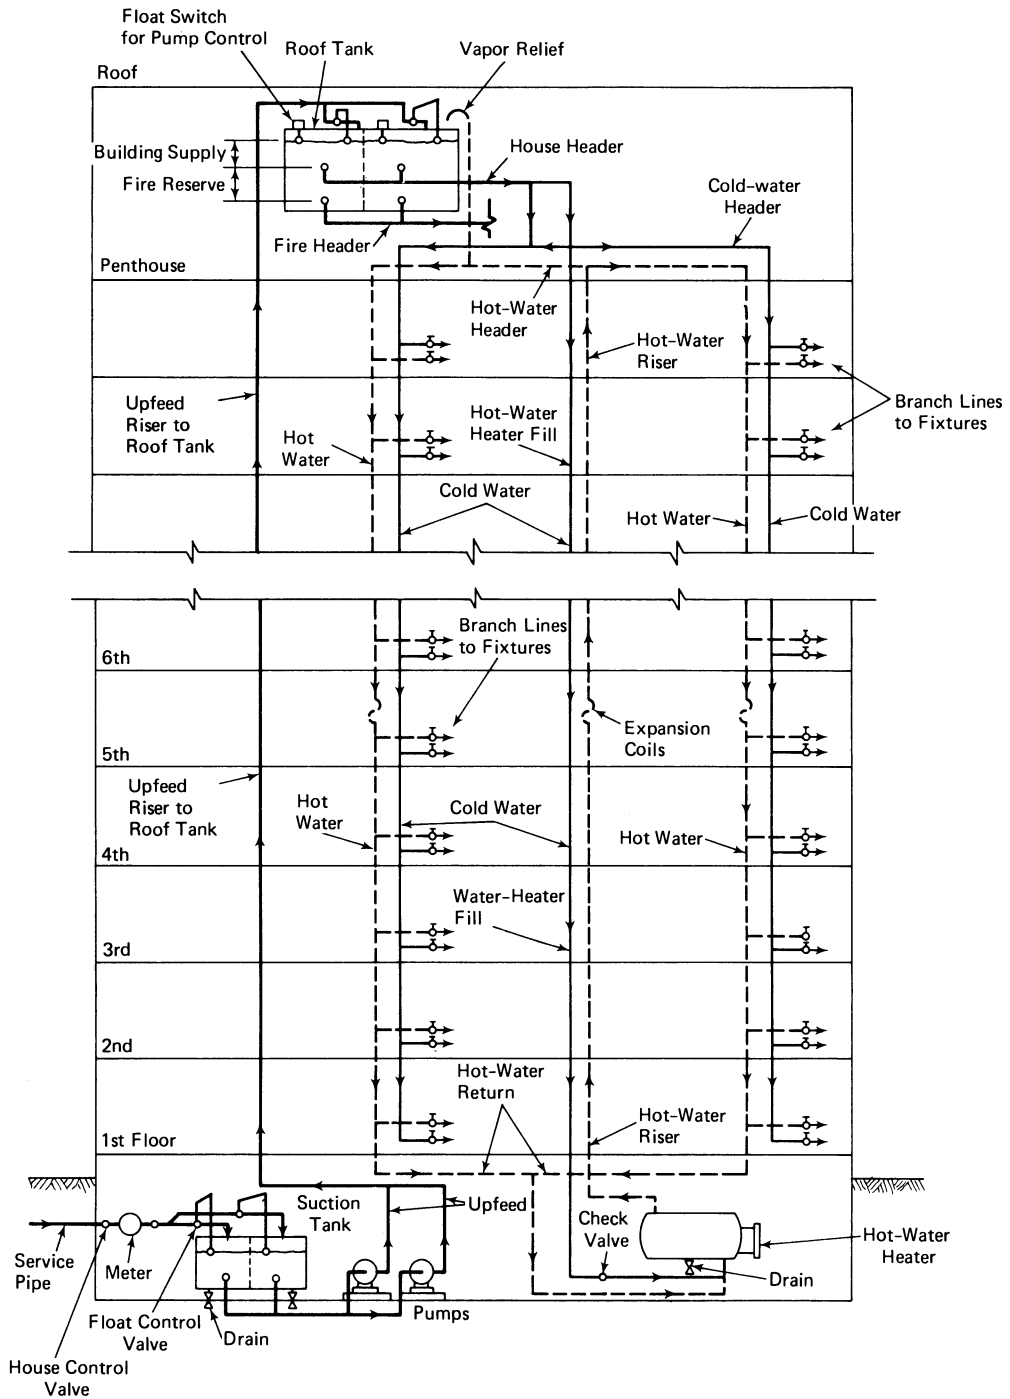 Float Switch
for Pump Control
Roof Tank
Vapor Relief
Roof
House Header
Building Supply
Fire Reserve
Cold-water
Header
Fire Header
Penthouse
Hot-Water
Header
Hot-Water
Riser
Upfeed
Riser to
Roof Tank
Hot
Water
Hot-Water
Heater Fill
Branch Lines
to Fixtures
Cold Water
Hot Water
Cold Water
Branch Lines
to Fixtures
6th
Expansion
Coils
5th
Upfeed
Riser to
Roof Tank
Hot
Water
Cold Water
Hot Water
4th
Water-Heater
Fill
3rd
2nd
Hot-Water
Return
Hot-Water
Riser
1st Floor
Suction
Tank
Upfeed
Check
Valve
Hot-Water
Heater
Service
Pipe
Meter
Drain
Pumps
Float Control
Valve
Drain
House Control
Valve